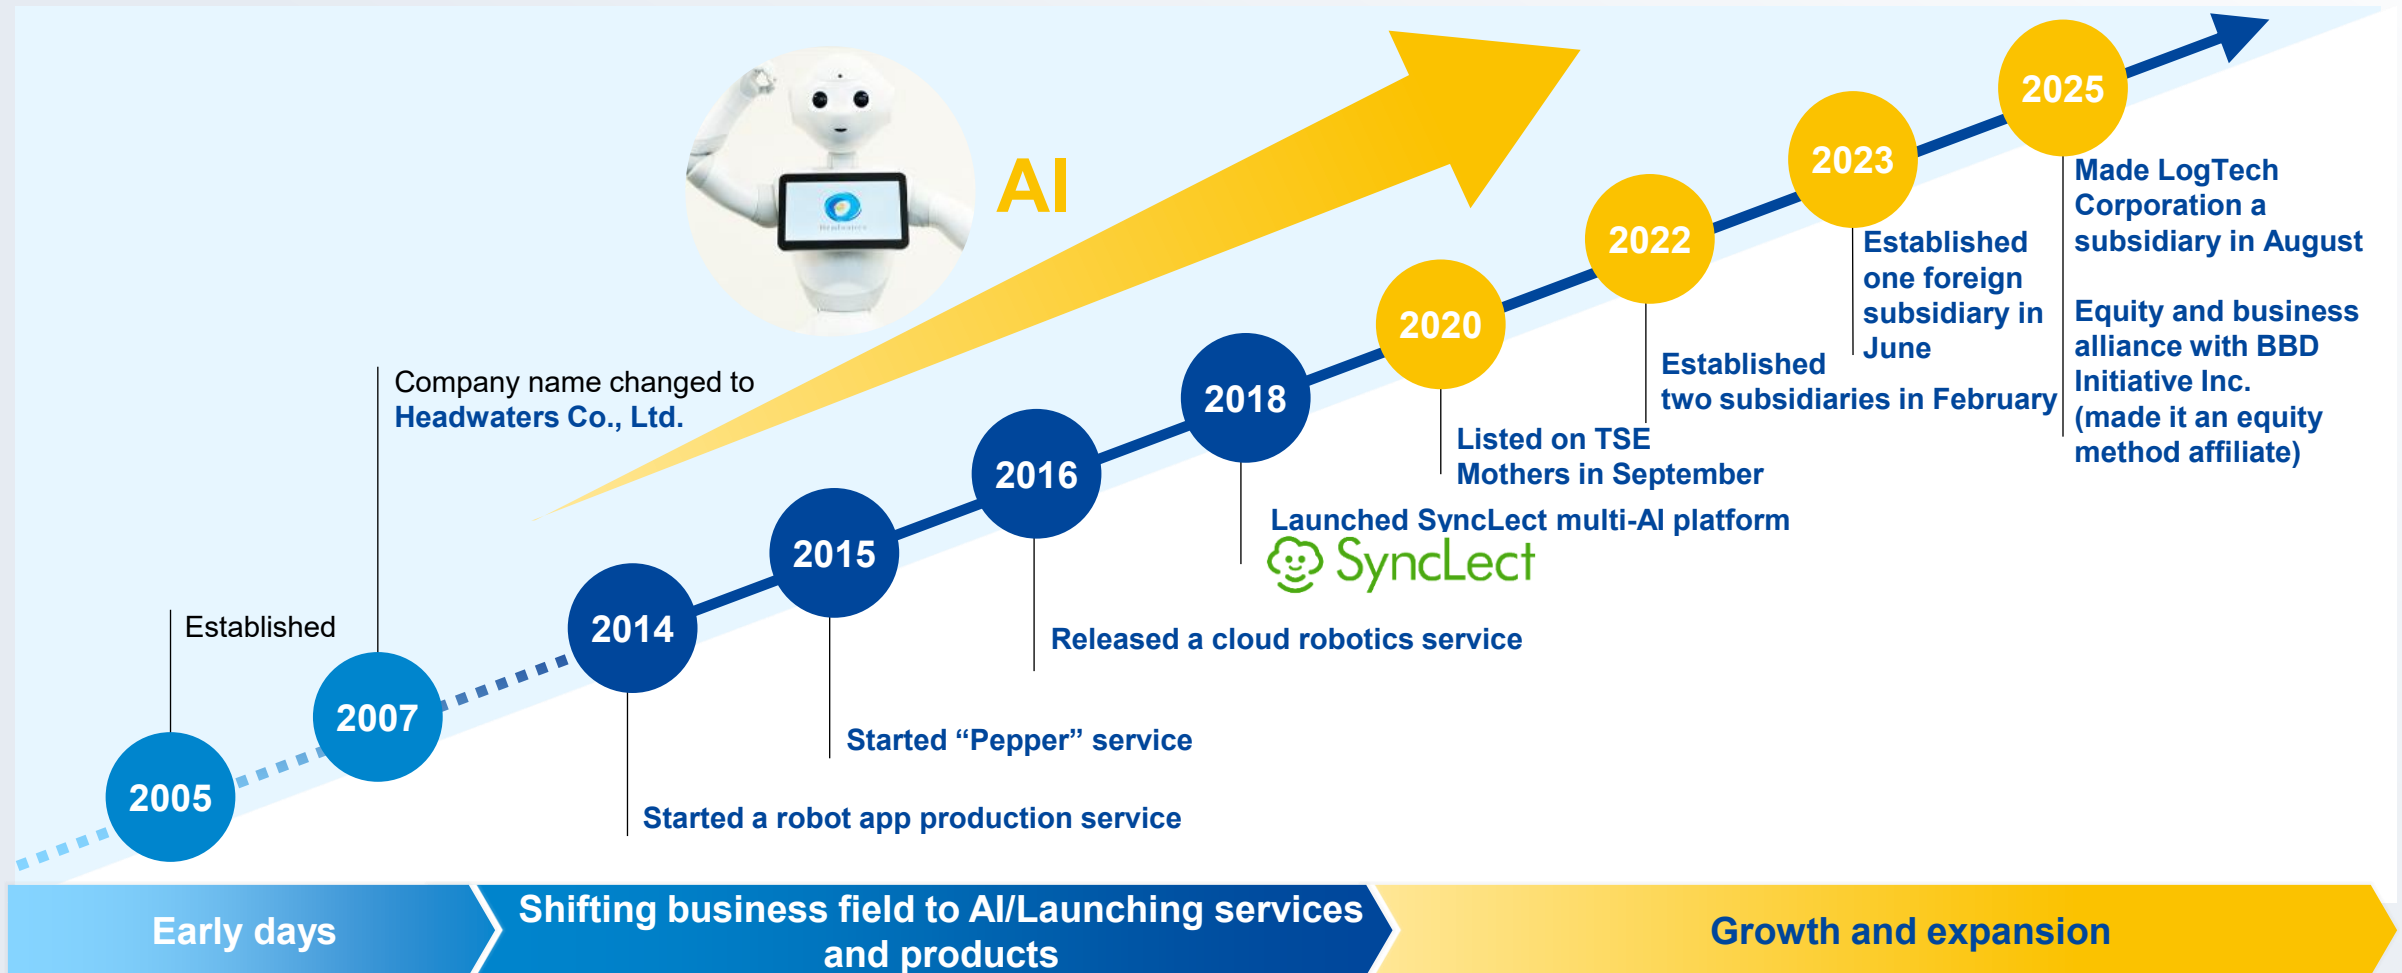 2005
Established
2007
Company name changed to
Headwaters Co., Ltd.
2014
Started a robot app production service
2015
Started “Pepper” service
2016
Released a cloud robotics service
2018
Launched SyncLect multi-AI platform
SyncLect
2020
Listed on TSE
Mothers in September
2022
Established
two subsidiaries in February
2023
Established
one foreign
subsidiary in
June
2025
Made LogTech
Corporation a
subsidiary in August
Equity and business
alliance with BBD
Initiative Inc.
(made it an equity
method affiliate)
AI
Headwaters
Early days
Shifting business field to AI/Launching services
and products
Growth and expansion